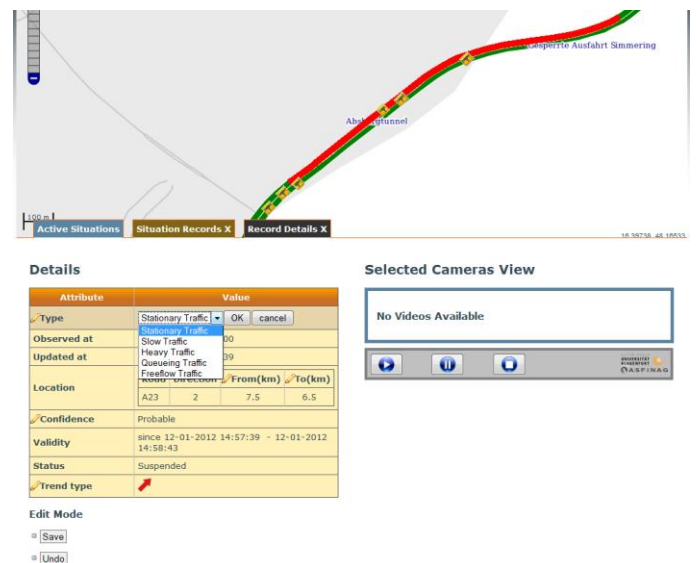 Gesperrte Ausfahrt Simmering
Absbergtunnel
100 m
Active Situations
Situation Records X
Record Details X
16.39738, 48.16533
Details
Attribute Value
Type Stationary Traffic OK cancel
Stationary Traffic
Slow Traffic
Heavy Traffic
Queueing Traffic
Freeflow Traffic
Observed at 00
Updated at 39
Location
Road Direction From(km) To(km)
A23 2 7.5 6.5
Confidence Probable
Validity since 12-01-2012 14:57:39 - 12-01-2012
14:58:43
Status Suspended
Trend type
Edit Mode
Save
Undo
Selected Cameras View
No Videos Available
UNIVERSITÄT
KLAGENFURT
ASFINAG